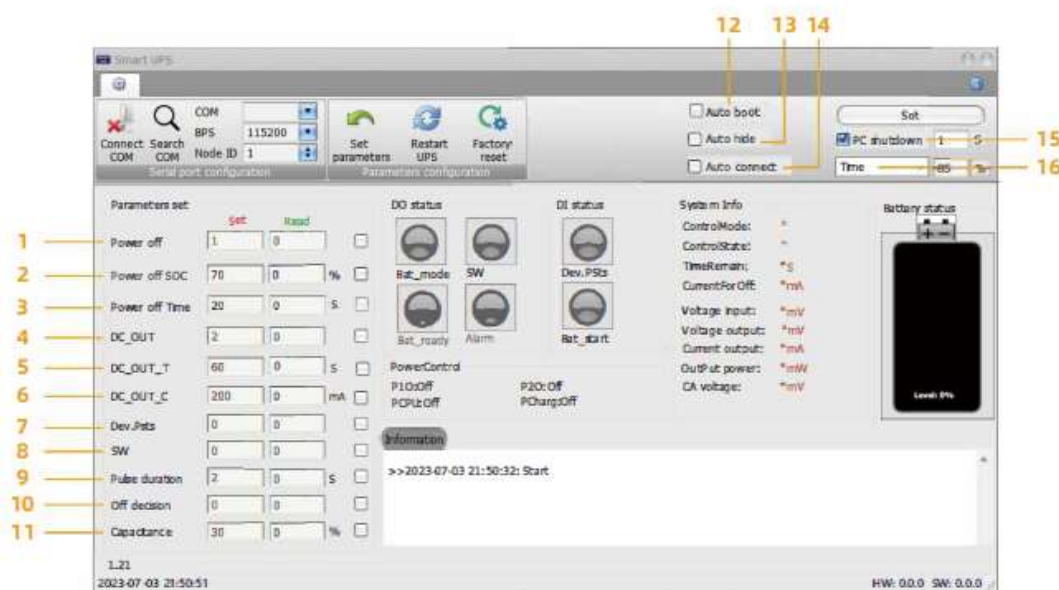 12 13 14
Smart UPS
COM
BPS 115200
Node ID 1
Connect COM
Search COM
Serial port configuration
Set parameters
Restart UPS
Factory reset
Parameters configuration
Auto boot
Auto hide
Auto connect
Set
PC shutdown 1 S 15
Time 85 % 16
Parameters set
Set Read
1 Power off 1 0
2 Power off SOC 70 0 %
3 Power off Time 20 0 S
4 DC_OUT 2 0
5 DC_OUT_T 60 0 S
6 DC_OUT_C 200 0 mA
7 Dev.Psts 0 0
8 SW 0 0
9 Pulse duration 2 0 S
10 Off decision 0 0
11 Capacitance 30 0 %
DO status
Bat_mode SW
Bat_ready Alarm
DI status
Dev.PSts
Bat_start
PowerControl
P1O:Off P2O:Off
PCPU:Off PCharg:Off
System Info
ControlMode: *
ControlState: *
TimeRemain: *S
CurrentForOff: *mA
Voltage input: *mV
Voltage output: *mV
Current output: *mA
OutPut power: *mW
CA voltage: *mV
Battery status
+ −
Level: 0%
Information
>>2023-07-03 21:50:32: Start
1.21
2023-07-03 21:50:51
HW: 0.0.0 SW: 0.0.0